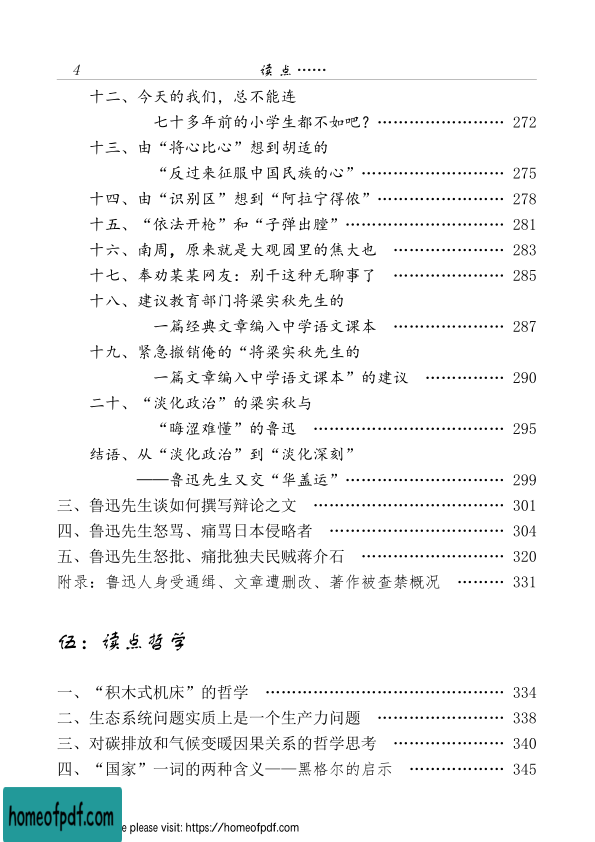 4 读点……
十二、今天的我们，总不能连
七十多年前的小学生都不如吧？…………………… 272
十三、由“将心比心”想到胡适的
“反过来征服中国民族的心”……………………… 275
十四、由“识别区”想到“阿拉宁得侬”…………………… 278
十五、“依法开枪”和“子弹出膛”……………………… 281
十六、南周，原来就是大观园里的焦大也 ………………… 283
十七、奉劝某某网友：别干这种无聊事了 ………………… 285
十八、建议教育部门将梁实秋先生的
一篇经典文章编入中学语文课本 ………………… 287
十九、紧急撤销俺的“将梁实秋先生的
一篇文章编入中学语文课本”的建议 …………… 290
二十、“淡化政治”的梁实秋与
“晦涩难懂”的鲁迅 ……………………………… 295
结语、从“淡化政治”到“淡化深刻”
——鲁迅先生又交“华盖运”……………………… 299
三、鲁迅先生谈如何撰写辩论之文 ……………………………… 301
四、鲁迅先生怒骂、痛骂日本侵略者 …………………………… 304
五、鲁迅先生怒批、痛批独夫民贼蒋介石 ……………………… 320
附录：鲁迅人身受通缉、文章遭删改、著作被查禁概况 ……… 331
伍：读点哲学
一、“积木式机床”的哲学 ……………………………………… 334
二、生态系统问题实质上是一个生产力问题 …………………… 338
三、对碳排放和气候变暖因果关系的哲学思考 ………………… 340
四、“国家”一词的两种含义——黑格尔的启示 ……………… 345
homeofpdf.com
e please visit: https://homeofpdf.com